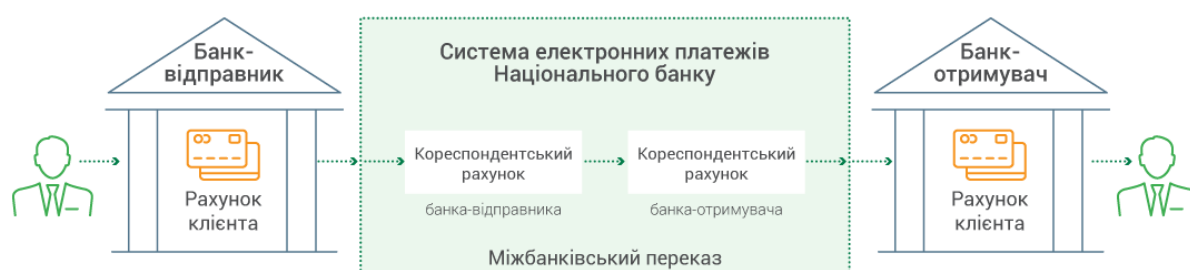 Банк-
відправник
Рахунок
клієнта
Система електронних платежів
Національного банку
Кореспондентський
рахунок
банка-відправника
Кореспондентський
рахунок
банка-отримувача
Міжбанківський переказ
Банк-
отримувач
Рахунок
клієнта